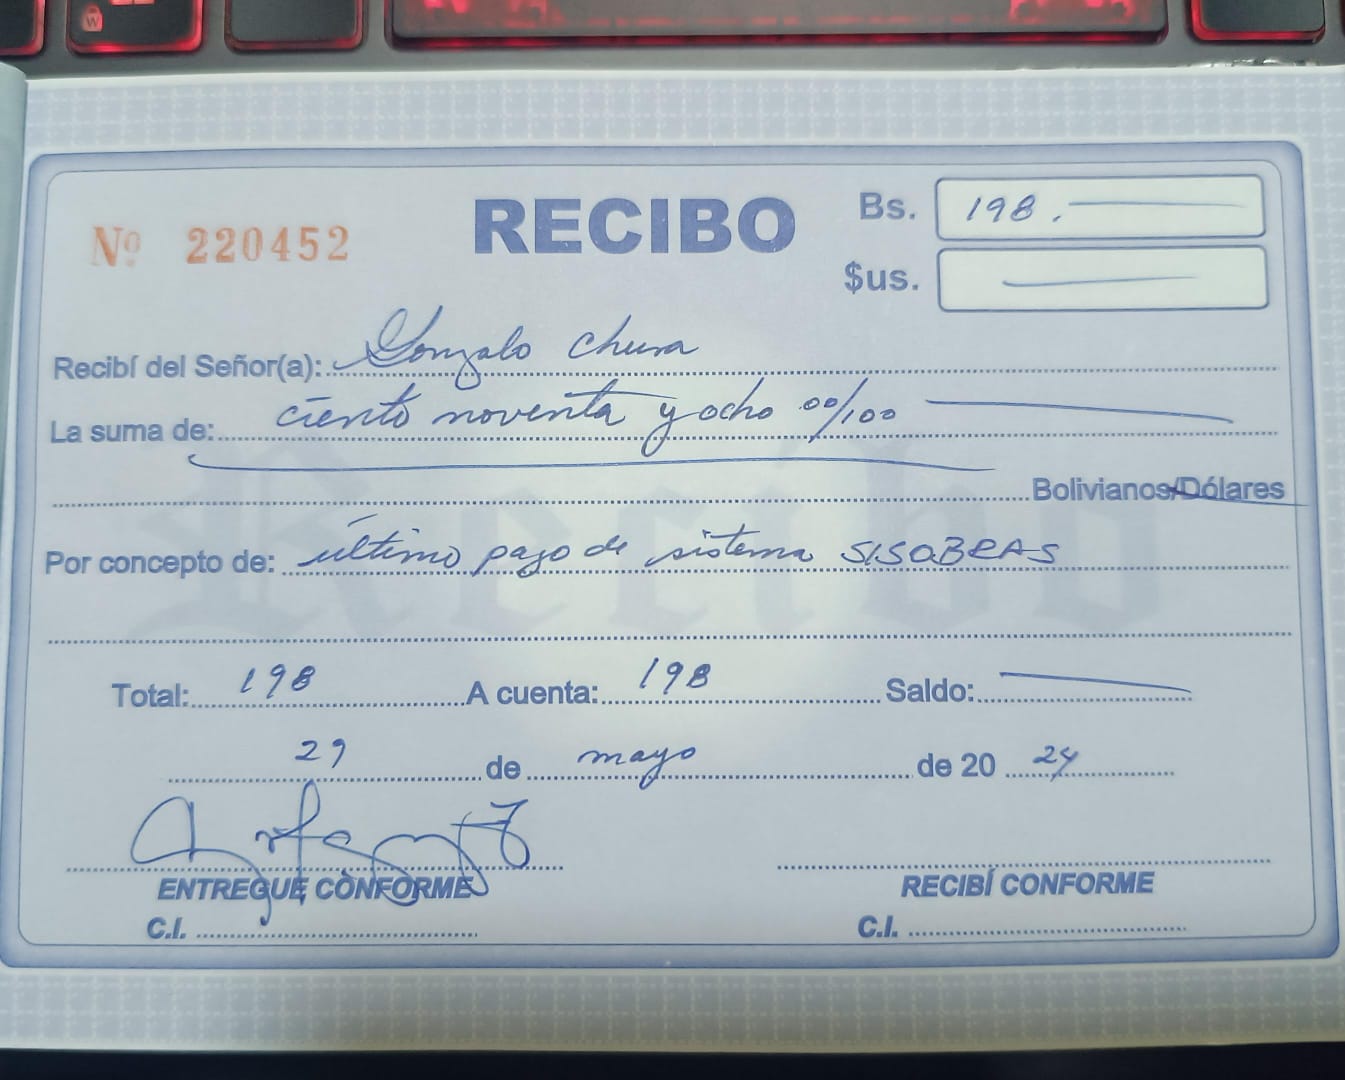 RECIBO
Nº 220452
Bs. 198.
$us.
Recibí del Señor(a): Gonzalo Chura
La suma de: ciento noventa y ocho 00/100
Bolivianos/Dólares
Por concepto de: último pago de sistema SISOBRAS
Total: 198 A cuenta: 198 Saldo:
29 de mayo de 20 24
ENTREGUE CONFORME
RECIBÍ CONFORME
C.I.
C.I.